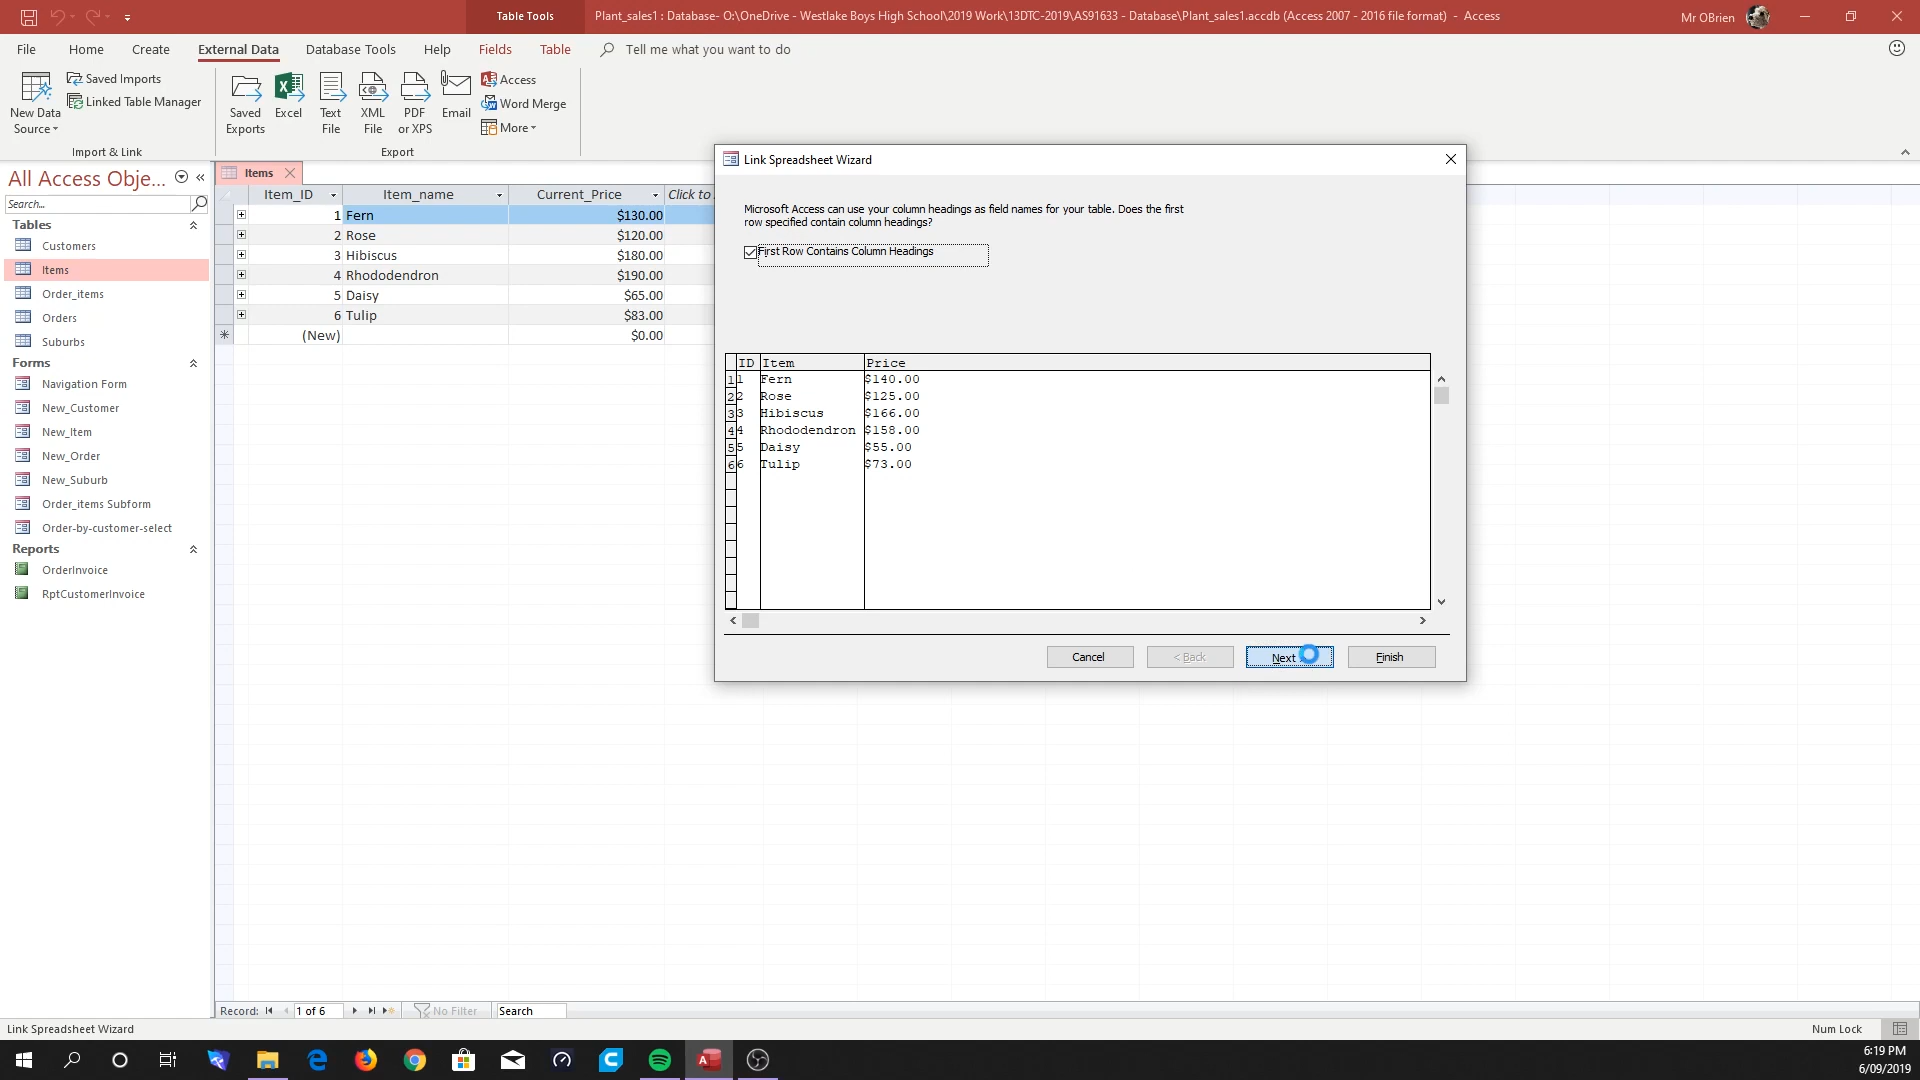 Table Tools
Plant_sales1 : Database- O:\OneDrive - Westlake Boys High School\2019 Work\13DTC-2019\AS91633 - Database\Plant_sales1.accdb (Access 2007 - 2016 file format) - Access
Mr OBrien
File Home Create External Data Database Tools Help Fields Table Tell me what you want to do
New Data Source
Saved Imports
Linked Table Manager
Import & Link
Saved Exports
Excel
Text File
XML File
PDF or XPS
Email
Access
Word Merge
More
Export
All Access Obje...
Search...
Tables
Customers
Items
Order_items
Orders
Suburbs
Forms
Navigation Form
New_Customer
New_Item
New_Order
New_Suburb
Order_items Subform
Order-by-customer-select
Reports
OrderInvoice
RptCustomerInvoice
Items
Item_ID Item_name Current_Price Click to
1 Fern $130.00
2 Rose $120.00
3 Hibiscus $180.00
4 Rhododendron $190.00
5 Daisy $65.00
6 Tulip $83.00
(New) $0.00
Link Spreadsheet Wizard
Microsoft Access can use your column headings as field names for your table. Does the first
row specified contain column headings?
First Row Contains Column Headings
ID Item Price
1 1 Fern $140.00
2 2 Rose $125.00
3 3 Hibiscus $166.00
4 4 Rhododendron $158.00
5 5 Daisy $55.00
6 6 Tulip $73.00
Cancel < Back Next Finish
Record: 1 of 6 No Filter Search
Link Spreadsheet Wizard
Num Lock
6:19 PM
6/09/2019